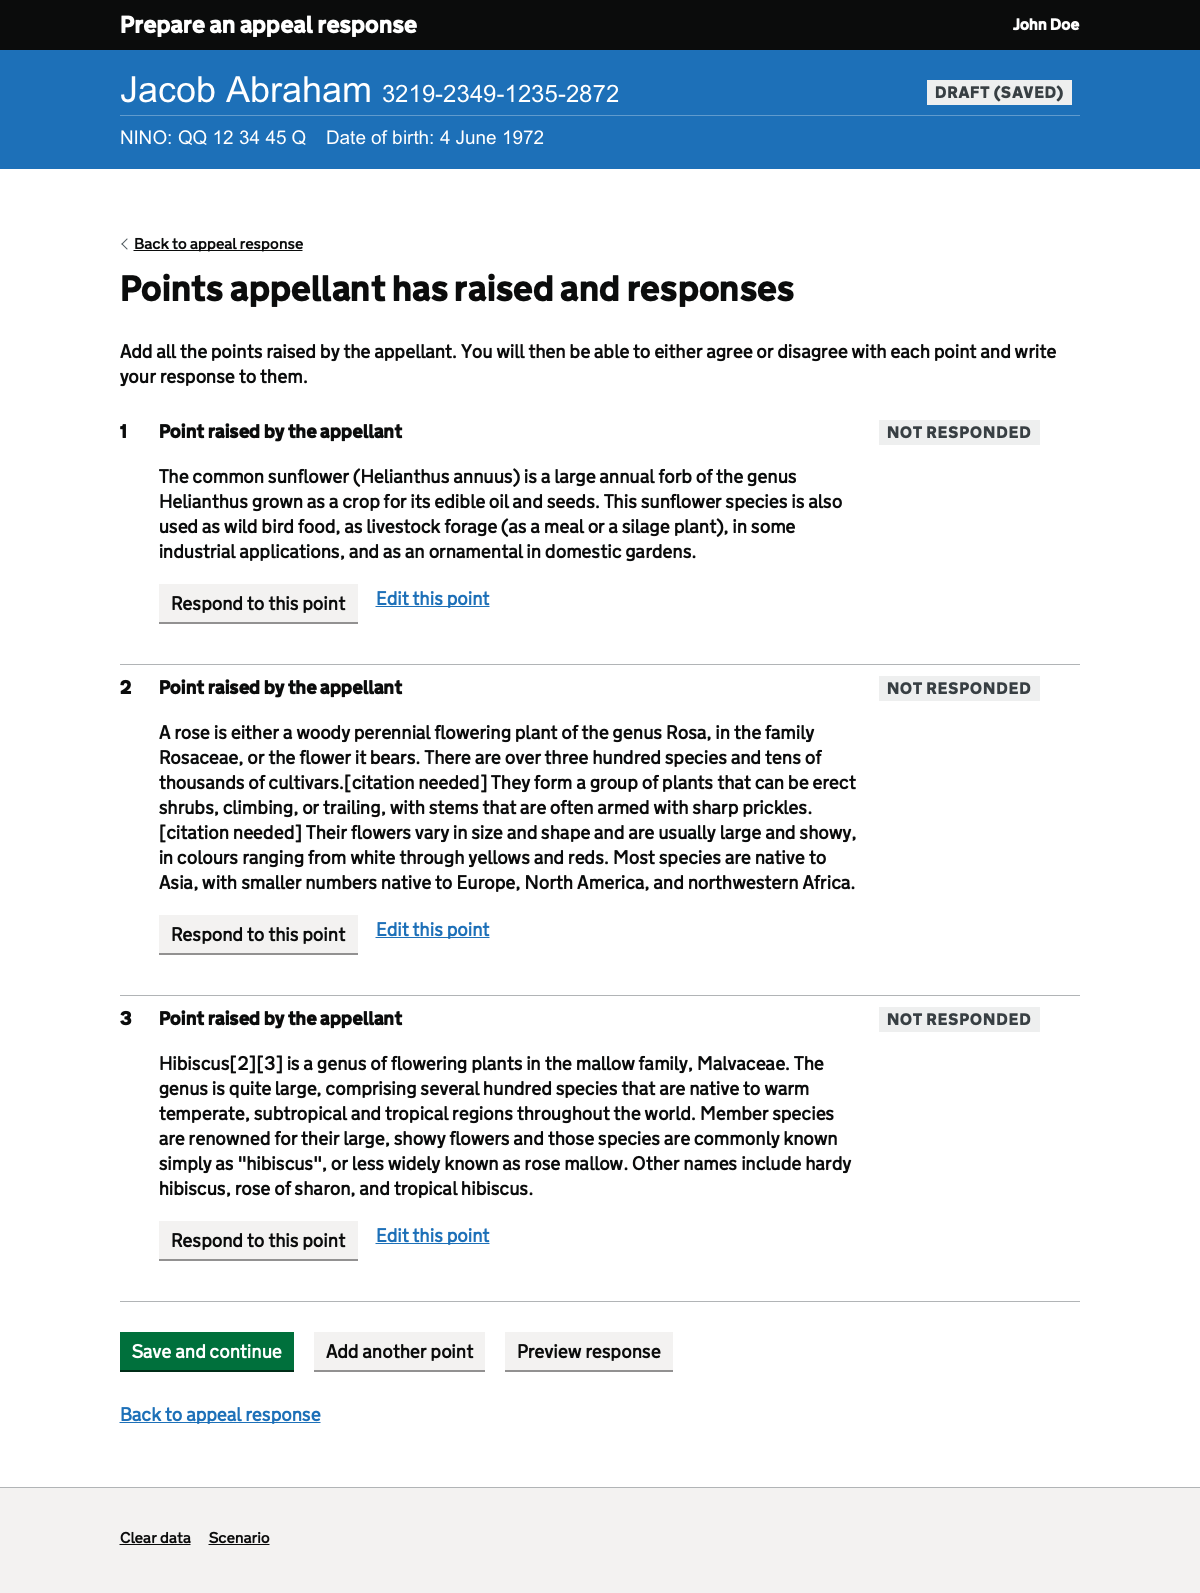 Prepare an appeal response
John Doe
Jacob Abraham 3219-2349-1235-2872
DRAFT (SAVED)
NINO: QQ 12 34 45 Q Date of birth: 4 June 1972
Back to appeal response
Points appellant has raised and responses
Add all the points raised by the appellant. You will then be able to either agree or disagree with each point and write
your response to them.
1 Point raised by the appellant
NOT RESPONDED
The common sunflower (Helianthus annuus) is a large annual forb of the genus
Helianthus grown as a crop for its edible oil and seeds. This sunflower species is also
used as wild bird food, as livestock forage (as a meal or a silage plant), in some
industrial applications, and as an ornamental in domestic gardens.
Respond to this point
Edit this point
2 Point raised by the appellant
NOT RESPONDED
A rose is either a woody perennial flowering plant of the genus Rosa, in the family
Rosaceae, or the flower it bears. There are over three hundred species and tens of
thousands of cultivars.[citation needed] They form a group of plants that can be erect
shrubs, climbing, or trailing, with stems that are often armed with sharp prickles.
[citation needed] Their flowers vary in size and shape and are usually large and showy,
in colours ranging from white through yellows and reds. Most species are native to
Asia, with smaller numbers native to Europe, North America, and northwestern Africa.
Respond to this point
Edit this point
3 Point raised by the appellant
NOT RESPONDED
Hibiscus[2][3] is a genus of flowering plants in the mallow family, Malvaceae. The
genus is quite large, comprising several hundred species that are native to warm
temperate, subtropical and tropical regions throughout the world. Member species
are renowned for their large, showy flowers and those species are commonly known
simply as "hibiscus", or less widely known as rose mallow. Other names include hardy
hibiscus, rose of sharon, and tropical hibiscus.
Respond to this point
Edit this point
Save and continue
Add another point
Preview response
Back to appeal response
Clear data
Scenario